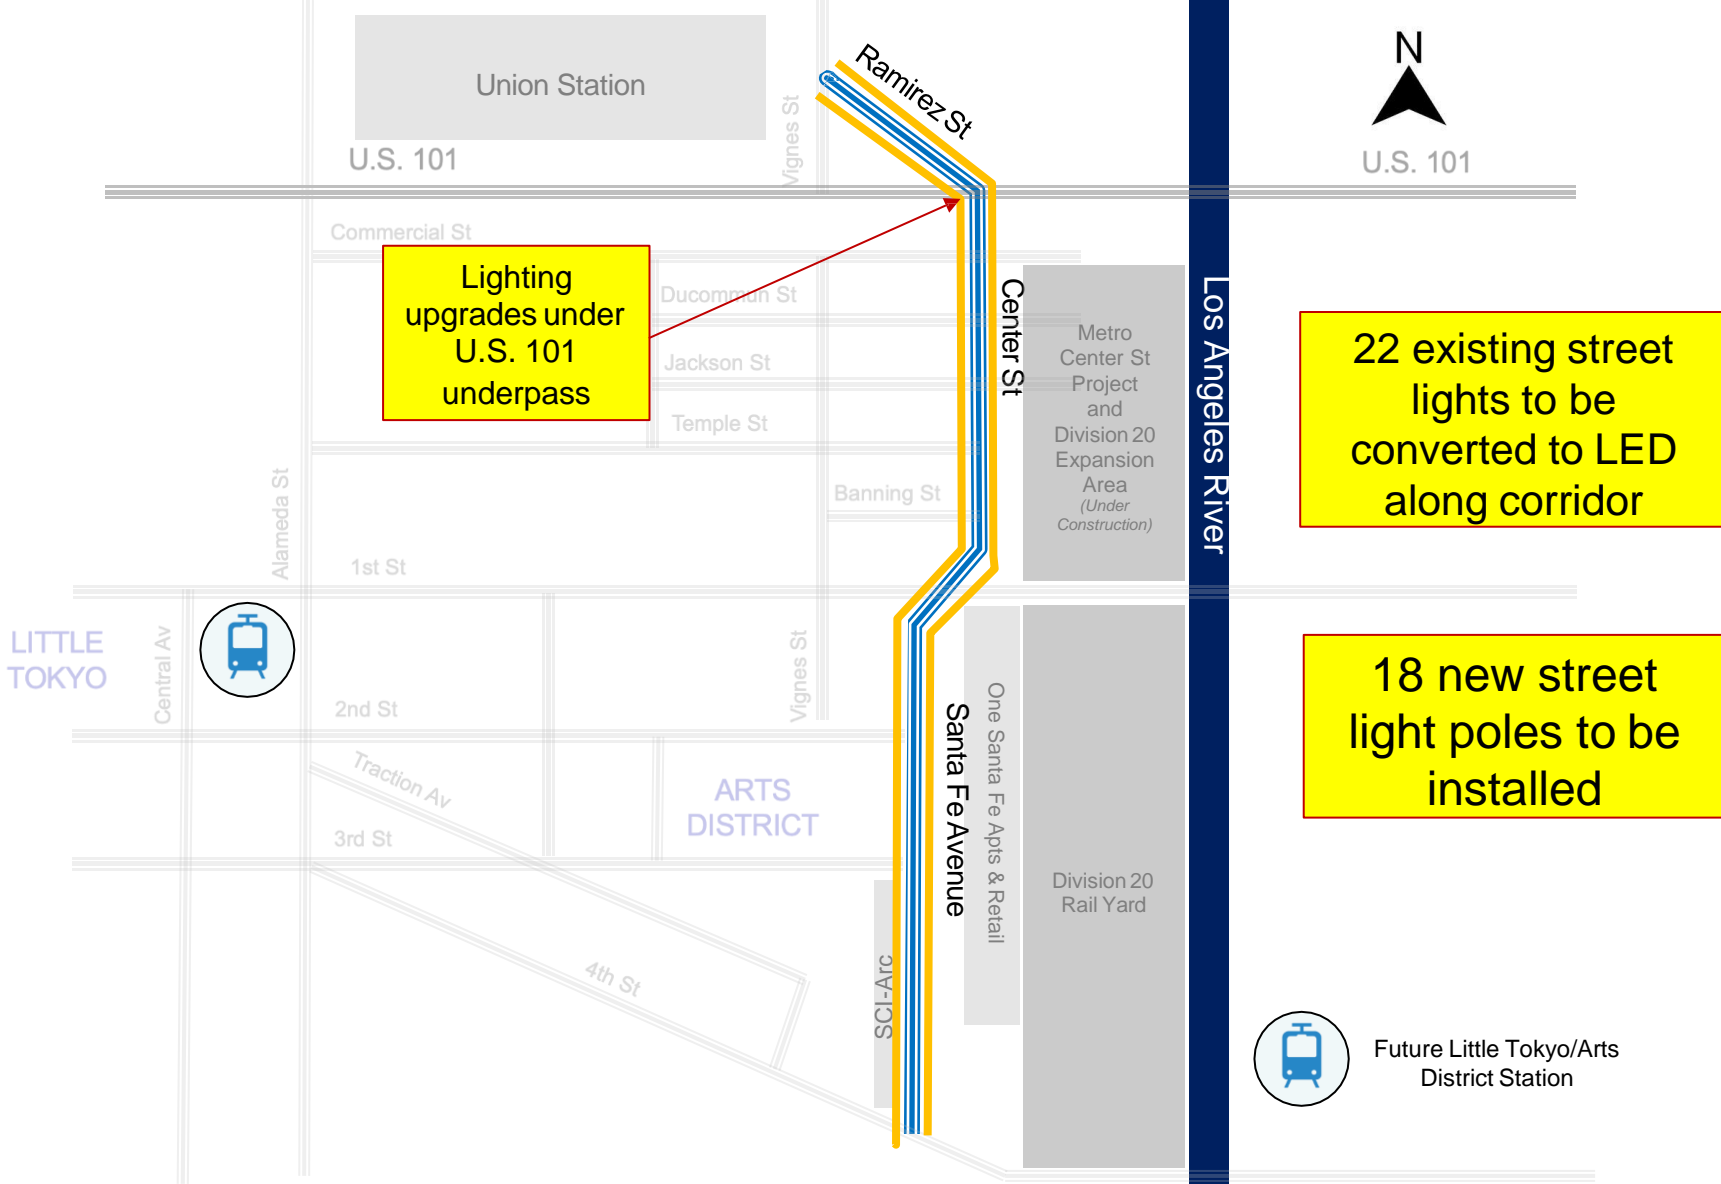 N
Union Station
Ramirez St
Vignes St
U.S. 101
U.S. 101
Commercial St
Lighting
upgrades under
U.S. 101
underpass
Ducommun St
Jackson St
Temple St
Center St
Metro
Center St
Project
and
Division 20
Expansion
Area
(Under
Construction)
Los Angeles River
22 existing street
lights to be
converted to LED
along corridor
Banning St
Alameda St
1st St
LITTLE
TOKYO
Central Av
Vignes St
18 new street
light poles to be
installed
2nd St
Traction Av
ARTS
DISTRICT
3rd St
Santa Fe Avenue
One Santa Fe Apts & Retail
Division 20
Rail Yard
4th St
SCI-Arc
Future Little Tokyo/Arts
District Station